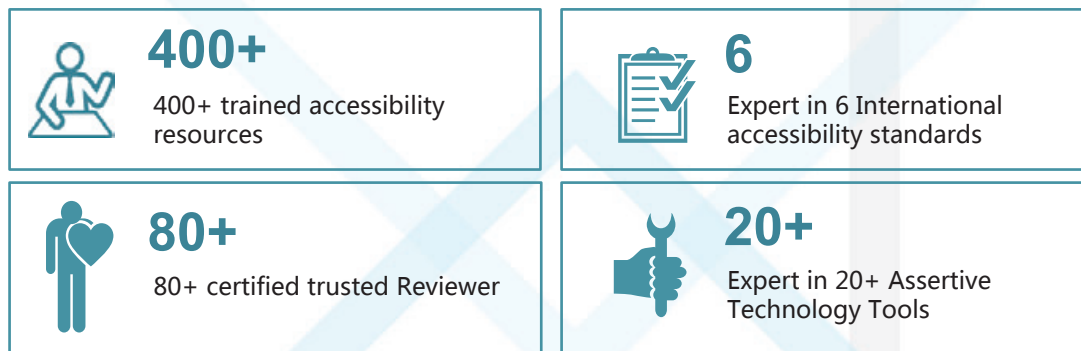 400+
400+ trained accessibility
resources
6
Expert in 6 International
accessibility standards
80+
80+ certified trusted Reviewer
20+
Expert in 20+ Assertive
Technology Tools